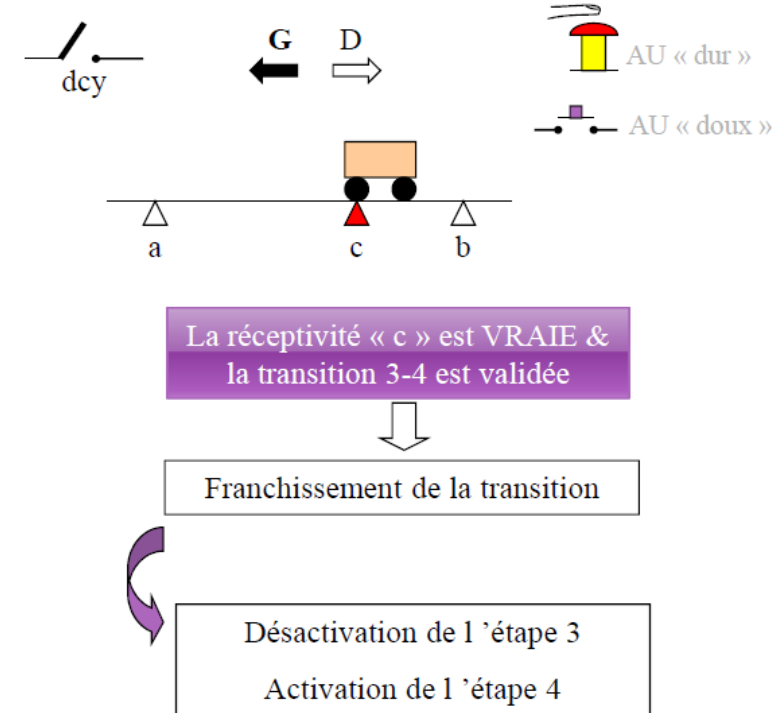 dcy
G D
AU « dur »
AU « doux »
a c b
La réceptivité « c » est VRAIE &
la transition 3-4 est validée
Franchissement de la transition
Désactivation de l ’étape 3
Activation de l ’étape 4